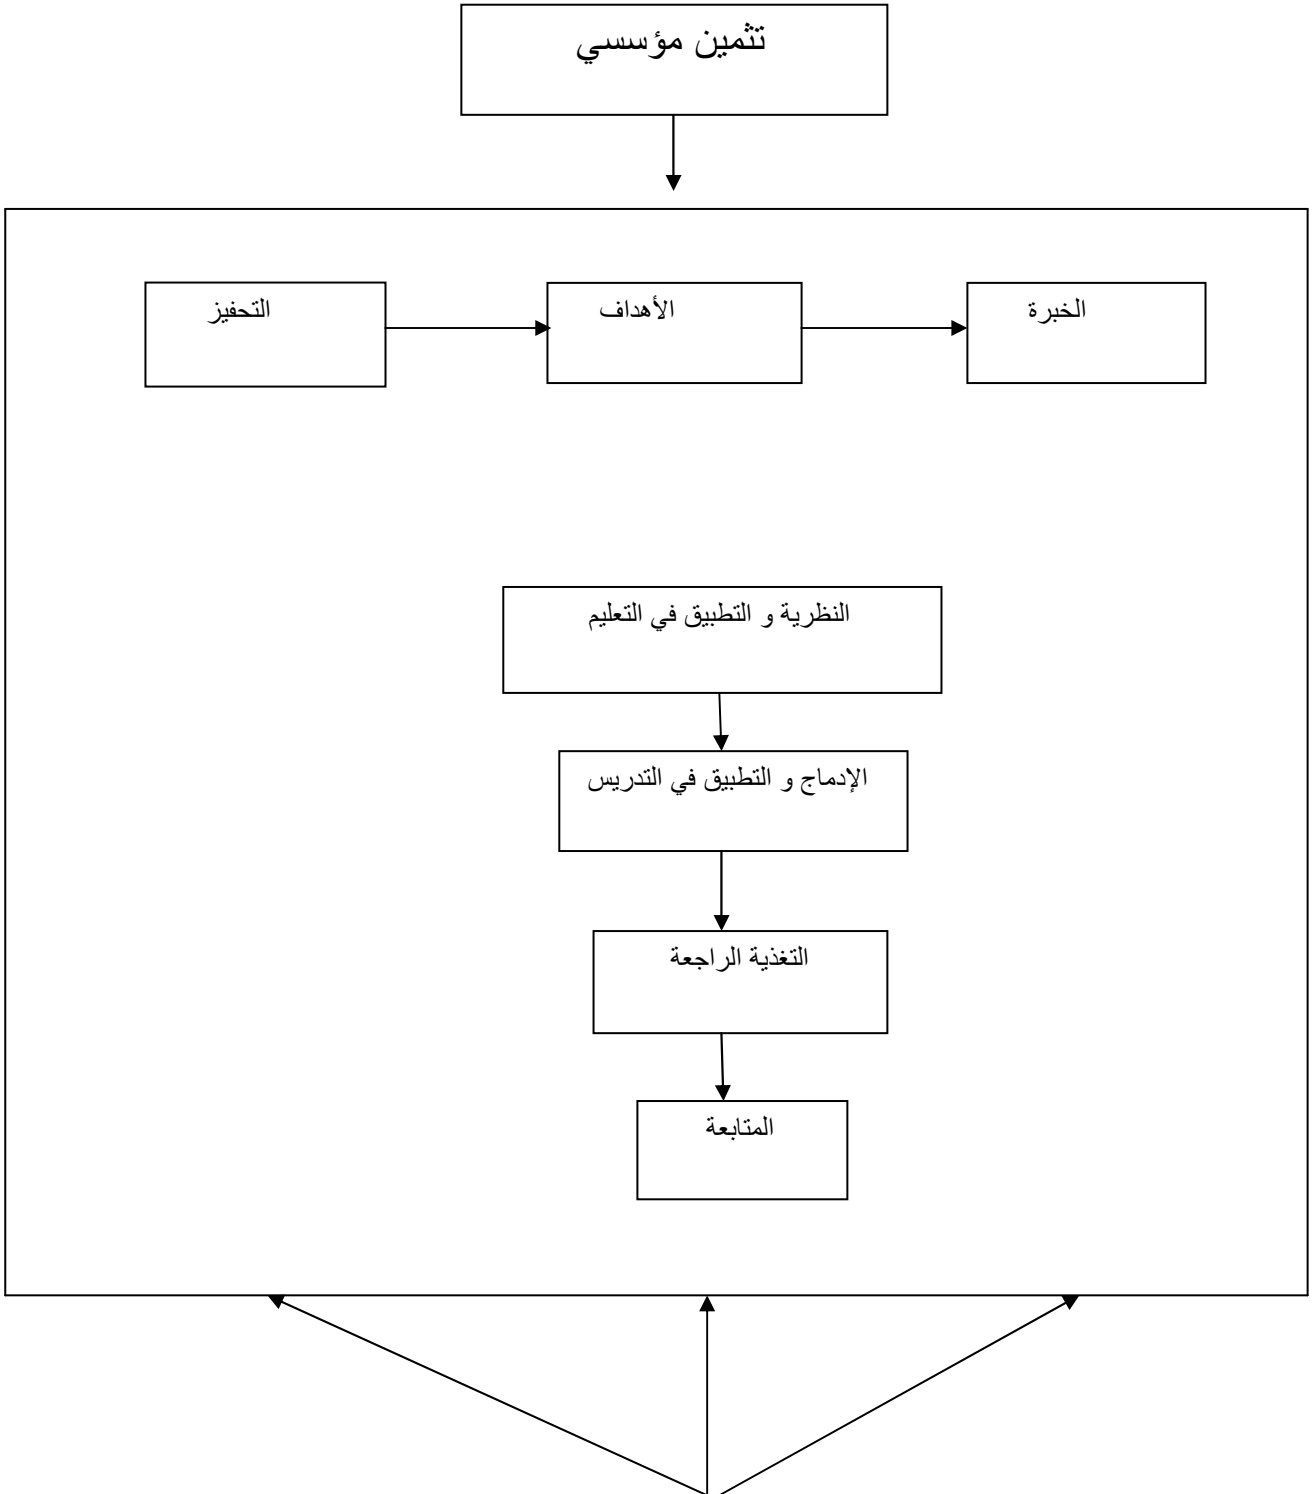 تثمين مؤسسي
التحفيز
الأهداف
الخبرة
النظرية و التطبيق في التعليم
الإدماج و التطبيق في التدريس
التغذية الراجعة
المتابعة